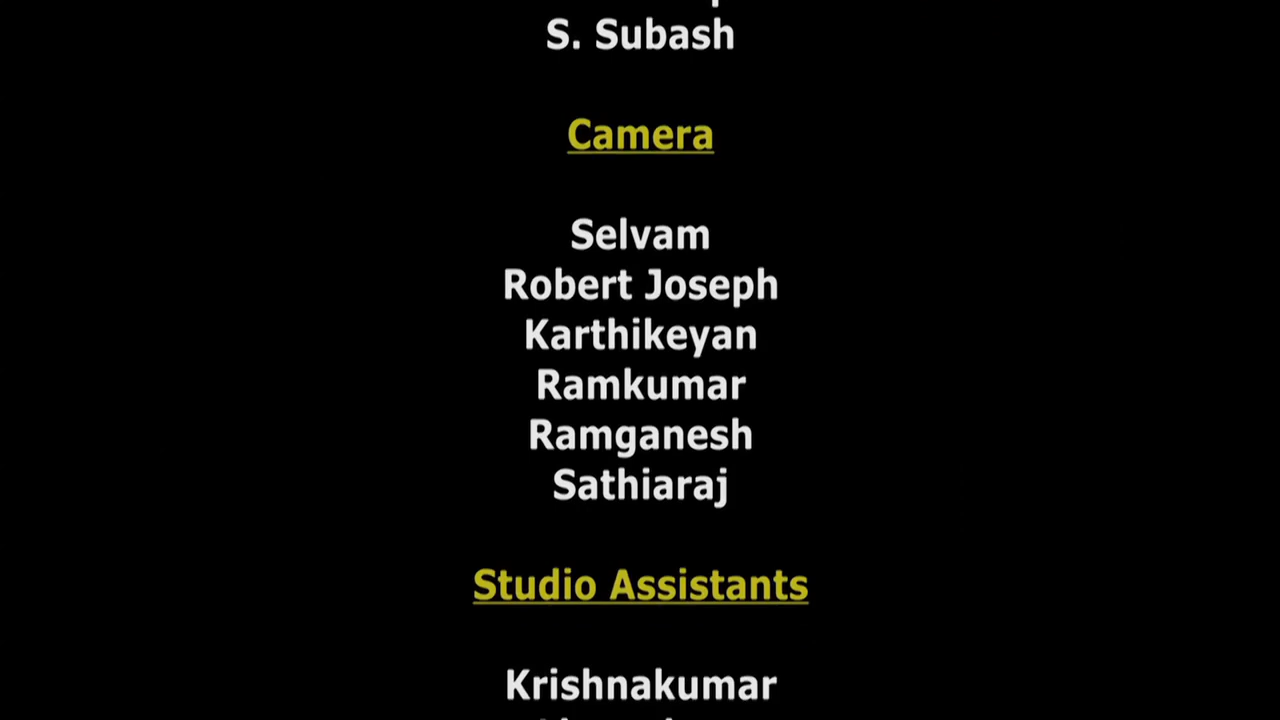 S. Subash
Camera
Selvam
Robert Joseph
Karthikeyan
Ramkumar
Ramganesh
Sathiaraj
Studio Assistants
Krishnakumar